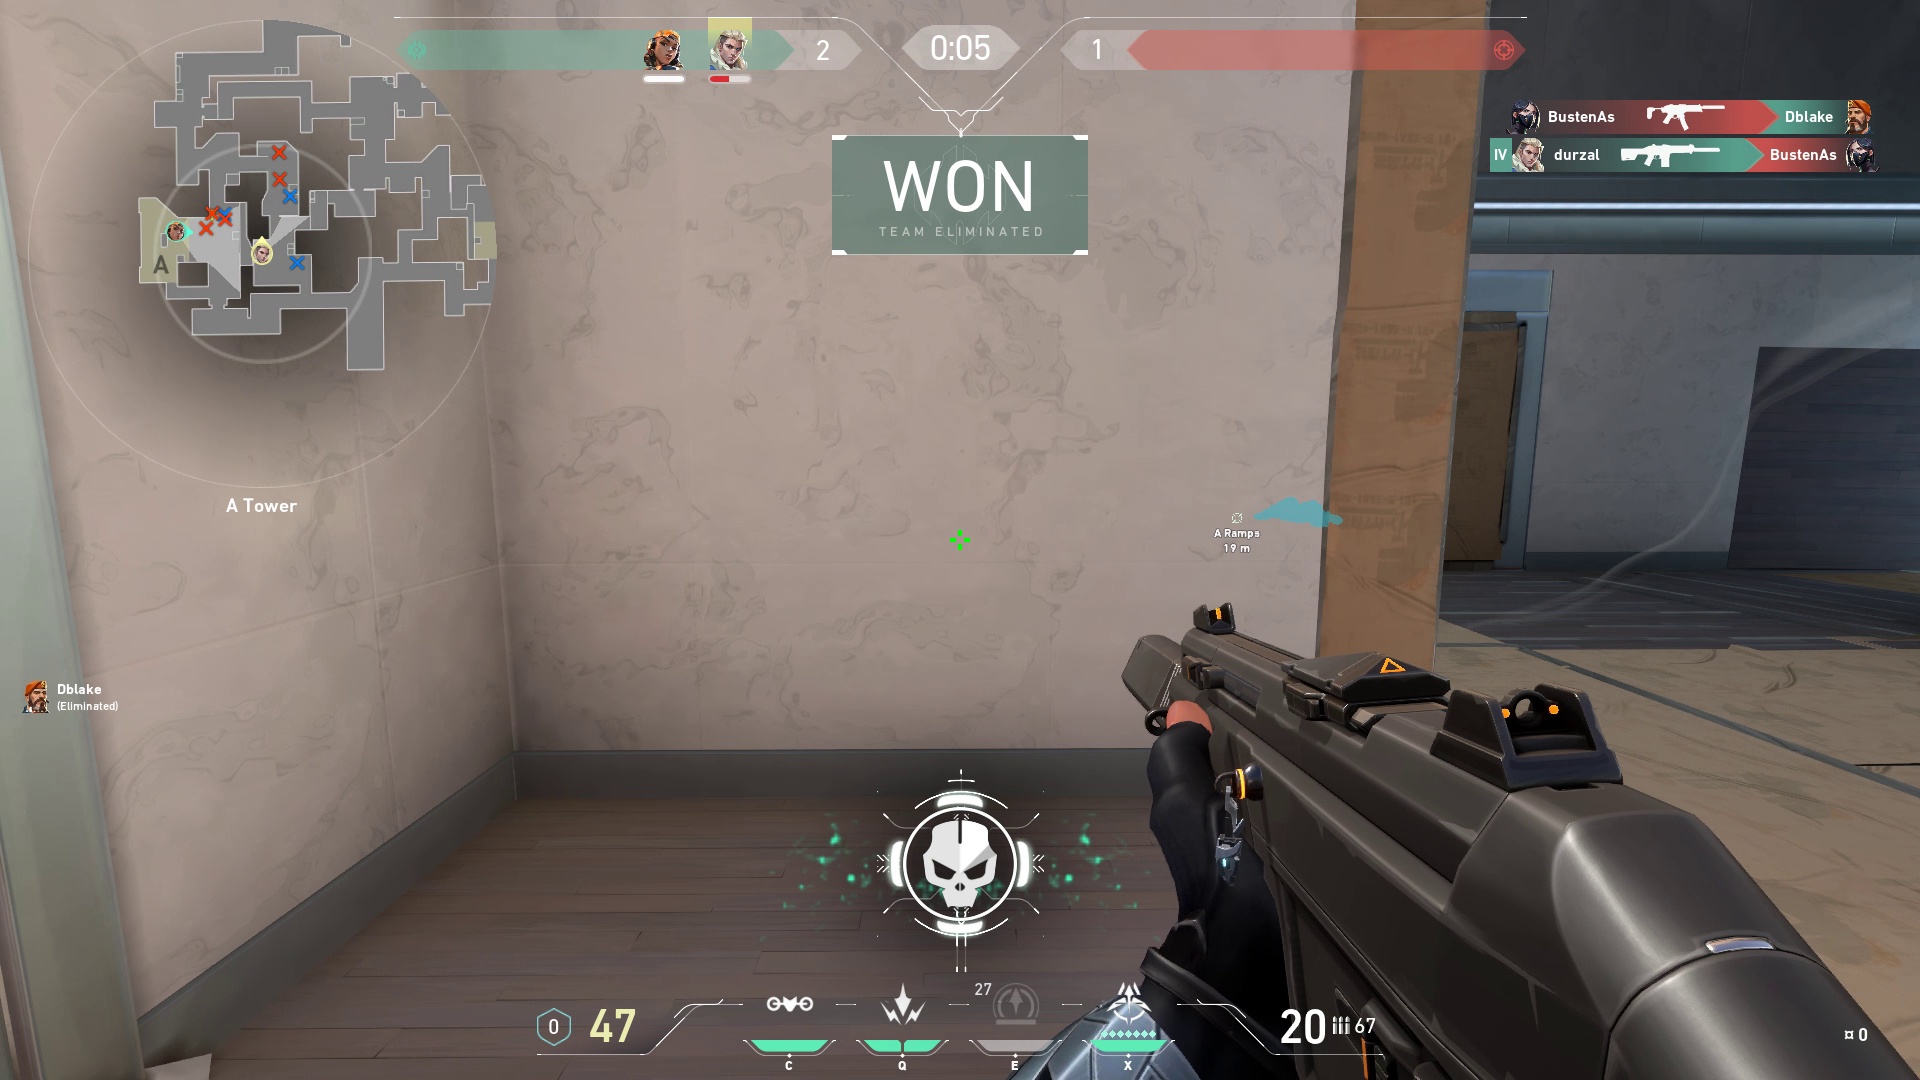 2
0:05
1
BustenAs
Dblake
IV
durzal
BustenAs
WON
TEAM ELIMINATED
A
A Tower
A Ramps
19 m
Dblake
(Eliminated)
27
0
47
20
67
¤ 0
C
Q
E
X